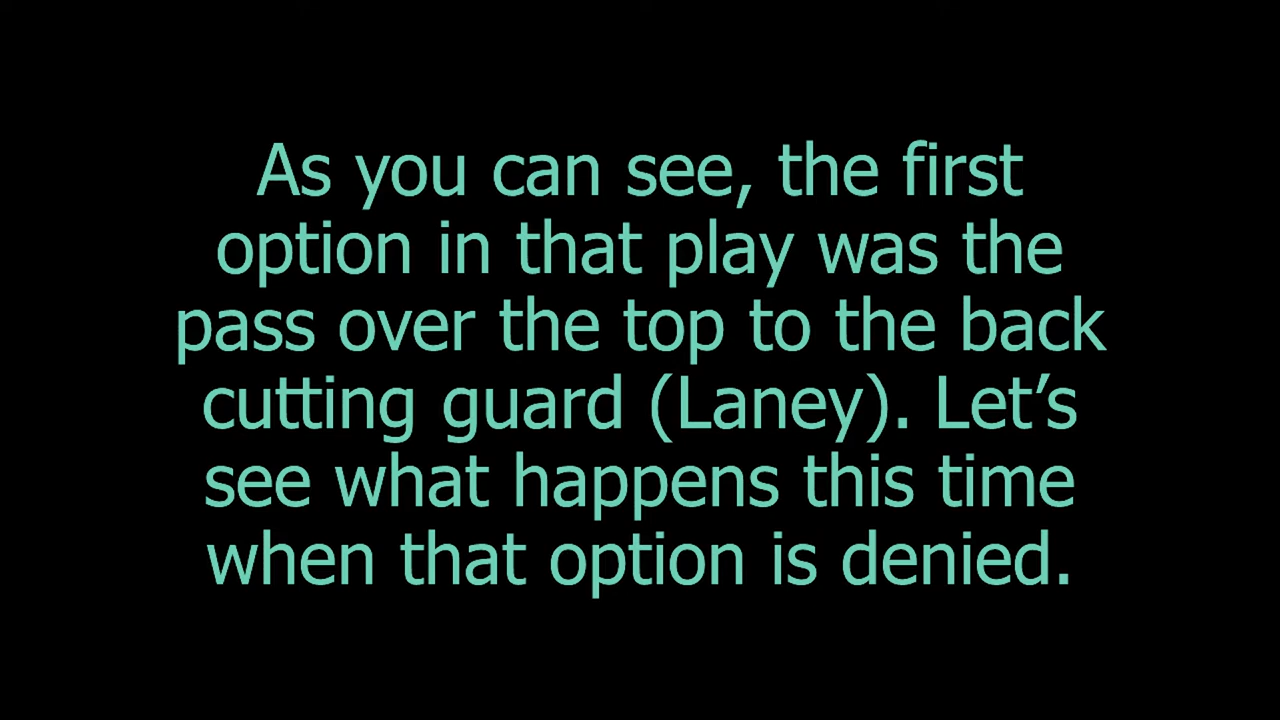 As you can see, the first
option in that play was the
pass over the top to the back
cutting guard (Laney). Let’s
see what happens this time
when that option is denied.